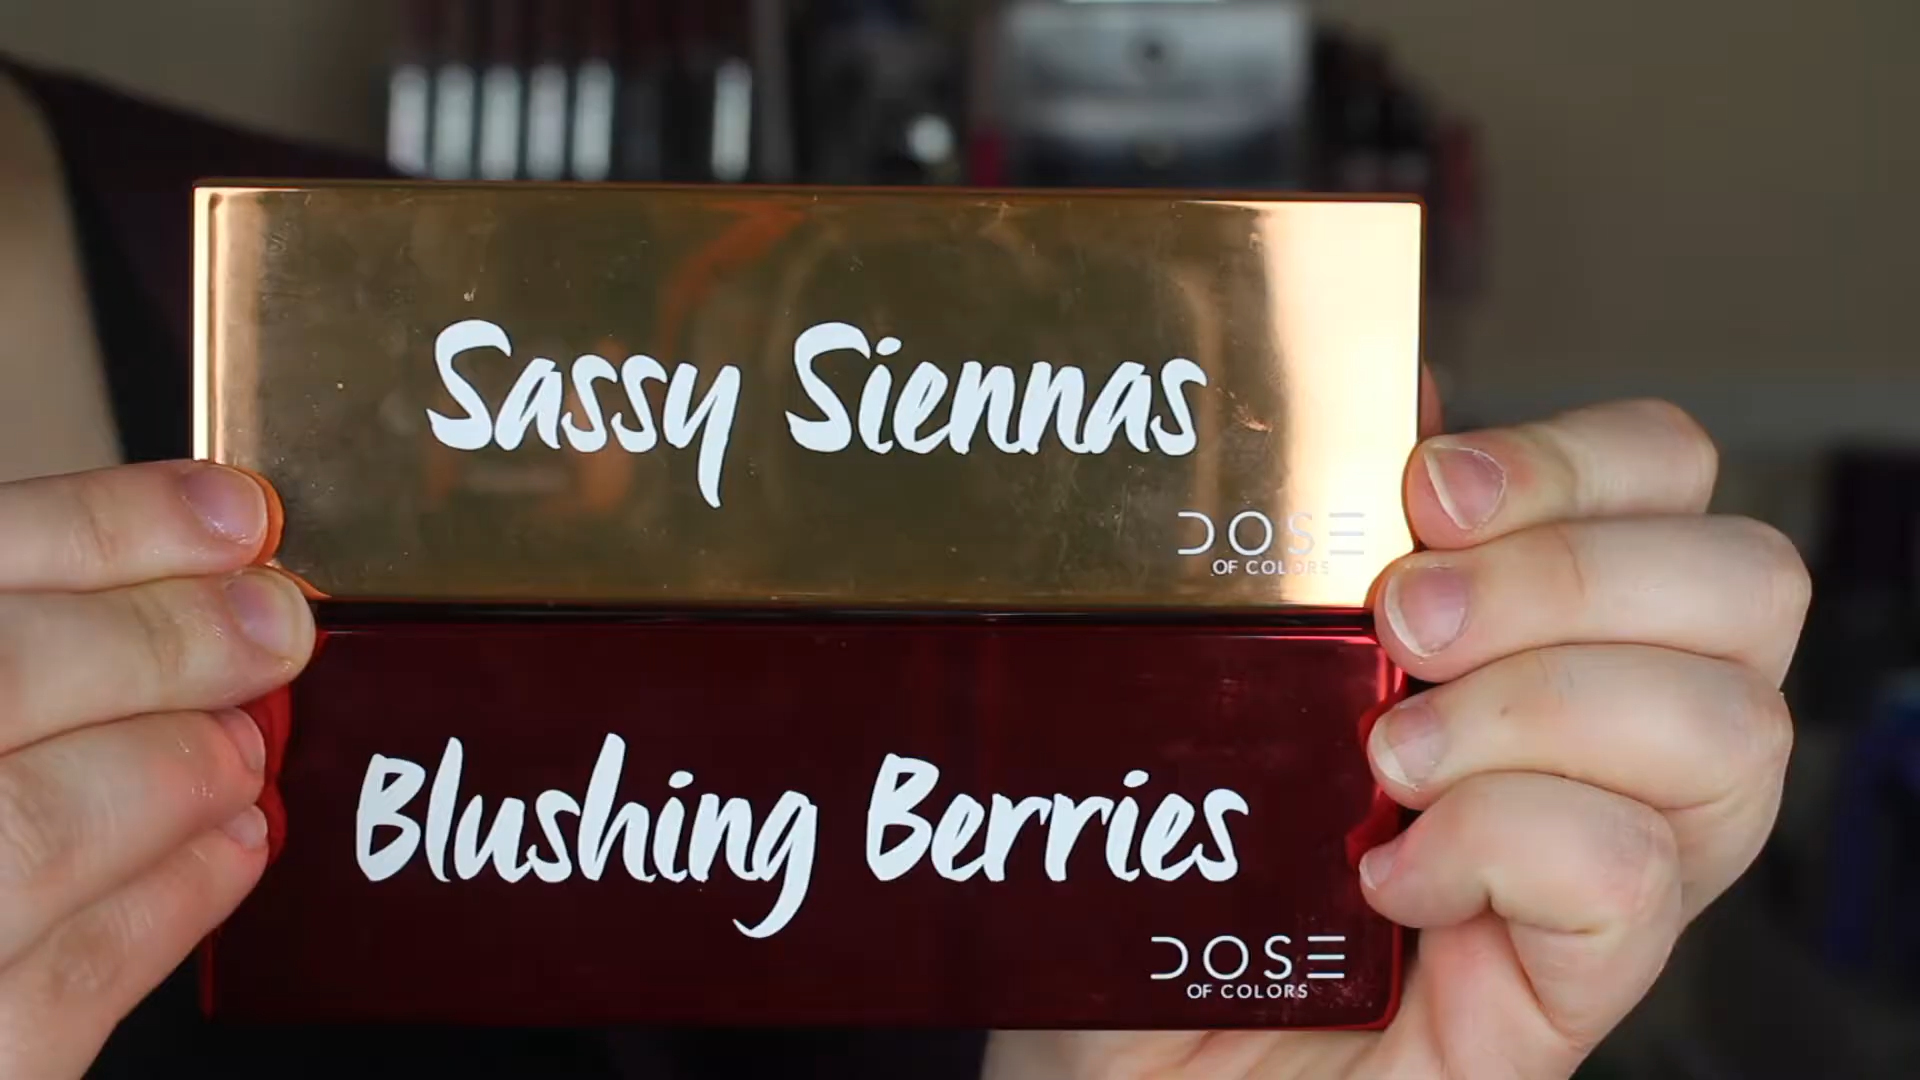 Sassy Siennas
DOSE
OF COLORS
Blushing Berries
DOSE
OF COLORS